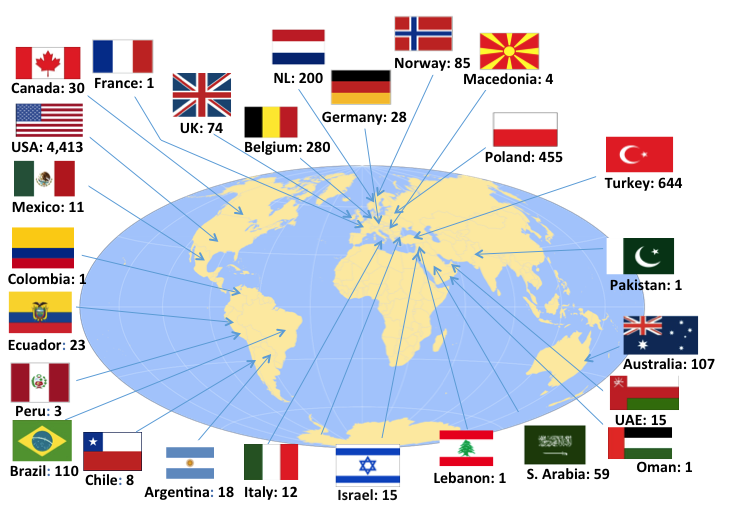 Canada: 30
France: 1
UK: 74
NL: 200
Norway: 85
Macedonia: 4
Germany: 28
Belgium: 280
Poland: 455
Turkey: 644
USA: 4,413
Mexico: 11
Colombia: 1
Ecuador: 23
Peru: 3
Brazil: 110
Chile: 8
Argentina: 18
Italy: 12
Israel: 15
Lebanon: 1
S. Arabia: 59
Oman: 1
UAE: 15
Australia: 107
Pakistan: 1